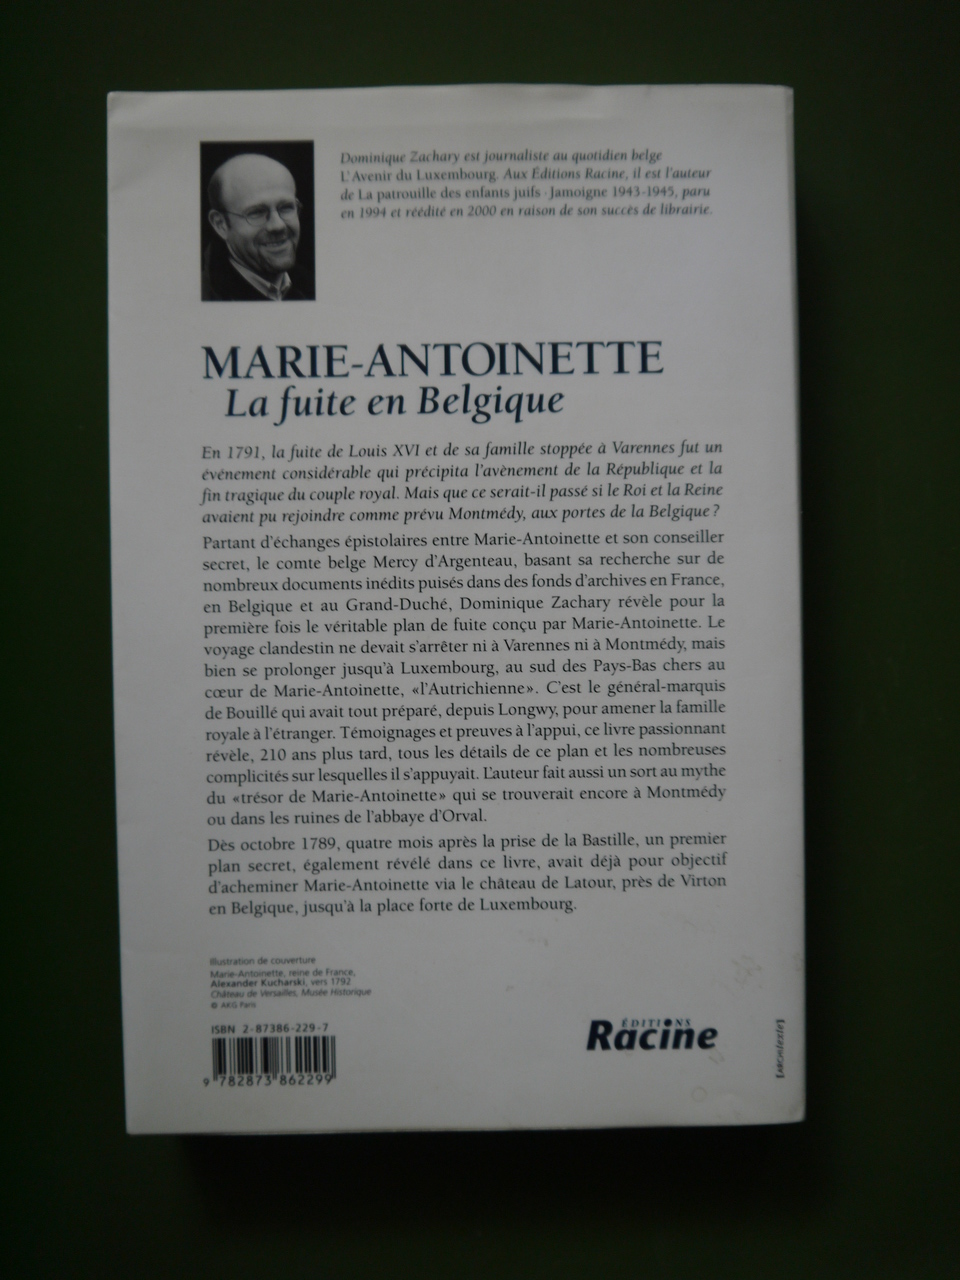 Dominique Zachary est journaliste au quotidien belge
L'Avenir du Luxembourg. Aux Éditions Racine, il est l'auteur
de La patrouille des enfants juifs - Jamoigne 1943-1945, paru
en 1994 et réédité en 2000 en raison de son succès de librairie.
MARIE-ANTOINETTE
La fuite en Belgique
En 1791, la fuite de Louis XVI et de sa famille stoppée à Varennes fut un
événement considérable qui précipita l'avènement de la République et la
fin tragique du couple royal. Mais que ce serait-il passé si le Roi et la Reine
avaient pu rejoindre comme prévu Montmédy, aux portes de la Belgique ?
Partant d'échanges épistolaires entre Marie-Antoinette et son conseiller
secret, le comte belge Mercy d'Argenteau, basant sa recherche sur de
nombreux documents inédits puisés dans des fonds d'archives en France,
en Belgique et au Grand-Duché, Dominique Zachary révèle pour la
première fois le véritable plan de fuite conçu par Marie-Antoinette. Le
voyage clandestin ne devait s'arrêter ni à Varennes ni à Montmédy, mais
bien se prolonger jusqu'à Luxembourg, au sud des Pays-Bas chers au
cœur de Marie-Antoinette, «l'Autrichienne». C'est le général-marquis
de Bouillé qui avait tout préparé, depuis Longwy, pour amener la famille
royale à l'étranger. Témoignages et preuves à l'appui, ce livre passionnant
révèle, 210 ans plus tard, tous les détails de ce plan et les nombreuses
complicités sur lesquelles il s'appuyait. L'auteur fait aussi un sort au mythe
du «trésor de Marie-Antoinette» qui se trouverait encore à Montmédy
ou dans les ruines de l'abbaye d'Orval.
Dès octobre 1789, quatre mois après la prise de la Bastille, un premier
plan secret, également révélé dans ce livre, avait déjà pour objectif
d'acheminer Marie-Antoinette via le château de Latour, près de Virton
en Belgique, jusqu'à la place forte de Luxembourg.
Illustration de couverture
Marie-Antoinette, reine de France,
Alexander Kucharski, vers 1792
Château de Versailles, Musée Historique
© AKG Paris
ISBN 2-87386-229-7
9 782873 862299
ÉDITIONS
Racine
[ARCHITEXTE]